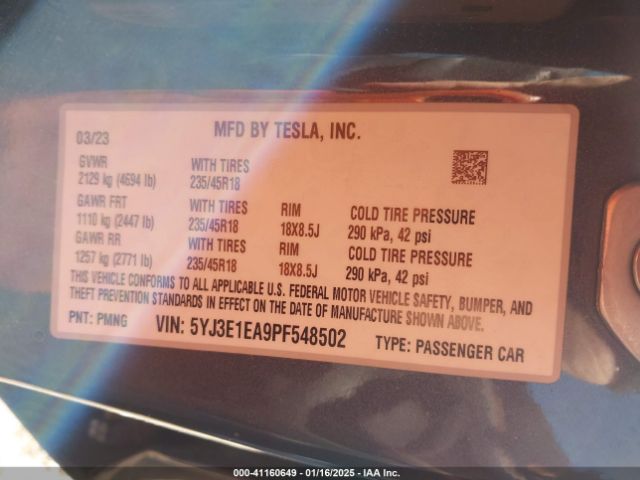 MFD BY TESLA, INC.
03/23
GVWR WITH TIRES
2129 kg (4694 lb) 235/45R18
GAWR FRT WITH TIRES RIM COLD TIRE PRESSURE
1110 kg (2447 lb) 235/45R18 18X8.5J 290 kPa, 42 psi
GAWR RR WITH TIRES RIM COLD TIRE PRESSURE
1257 kg (2771 lb) 235/45R18 18X8.5J 290 kPa, 42 psi
THIS VEHICLE CONFORMS TO ALL APPLICABLE U.S. FEDERAL MOTOR VEHICLE SAFETY, BUMPER, AND
THEFT PREVENTION STANDARDS IN EFFECT ON THE DATE OF MANUFACTURE SHOWN ABOVE.
PNT: PMNG VIN: 5YJ3E1EA9PF548502 TYPE: PASSENGER CAR
000-41160649 - 01/16/2025 - IAA Inc.